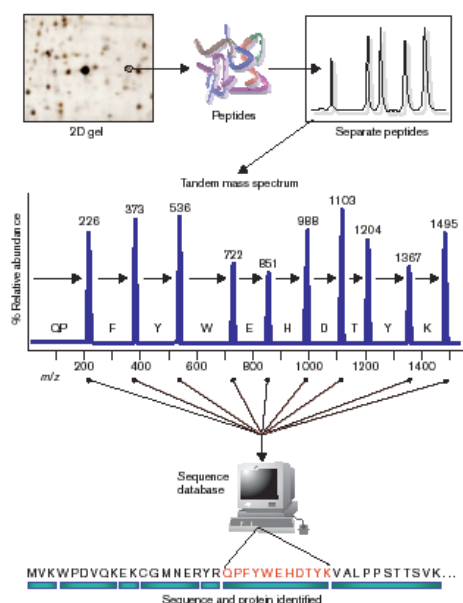 2D gel
Peptides
Separate peptides
Tandem mass spectrum
% Relative abundance
226 373 536 722 851 988 1103 1204 1367 1495
QP F Y W E H D T Y K
m/z 200 400 600 800 1000 1200 1400
Sequence
database
MVKWPDVQKEKCGMNERYRQPFYWEHDTYKVALPPSTTSVK...
Sequence and protein identified